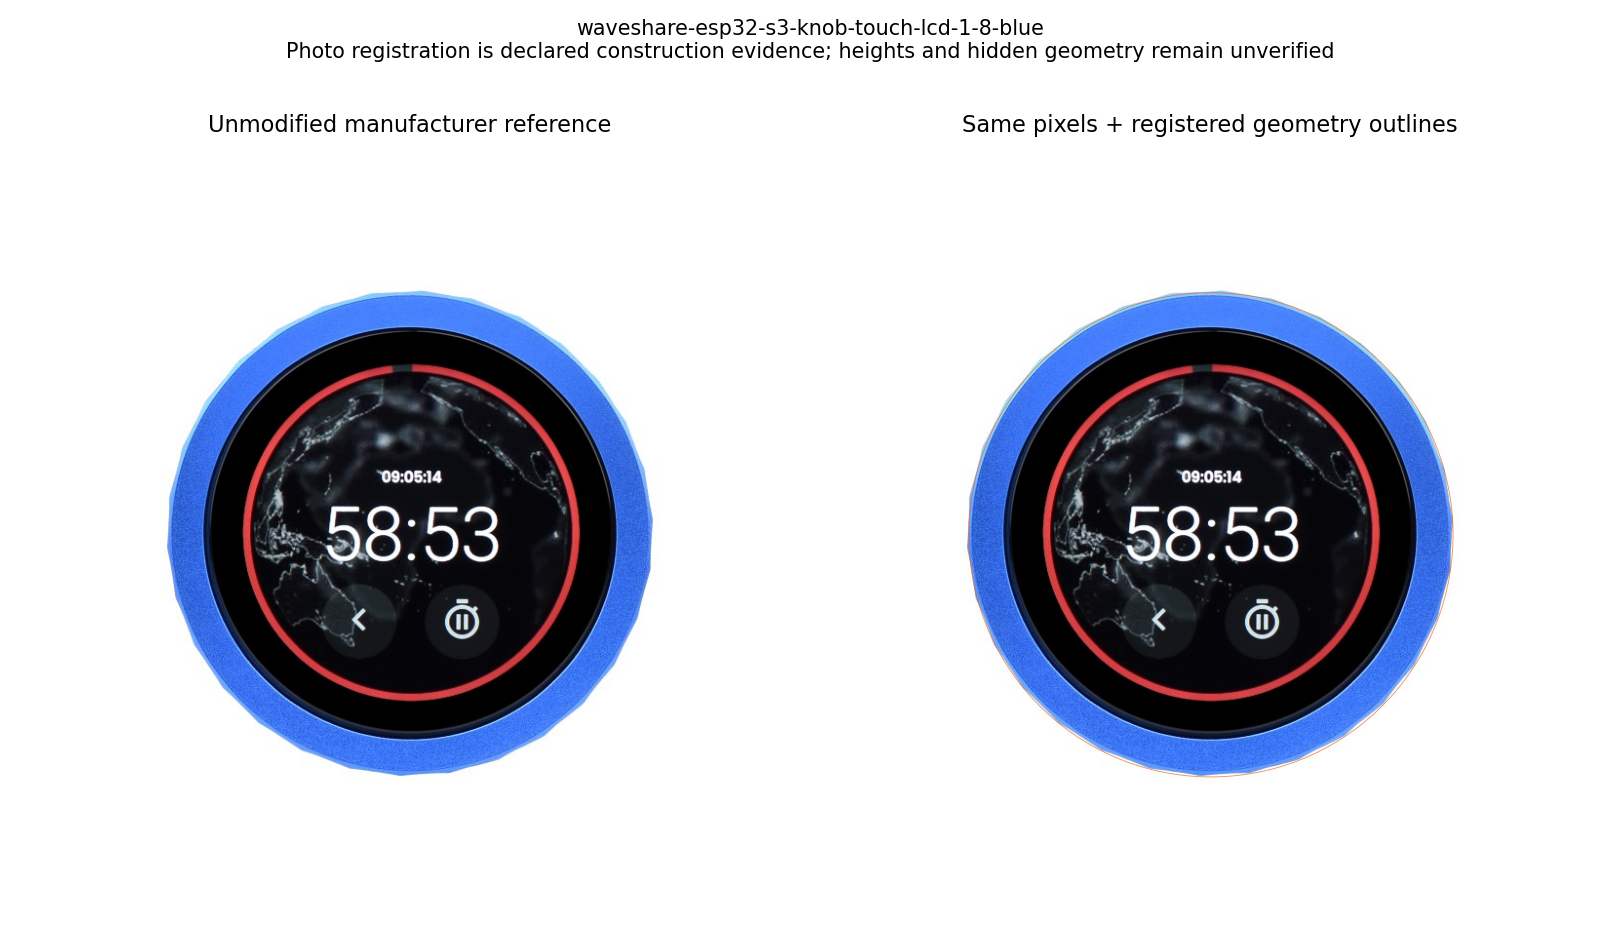 waveshare-esp32-s3-knob-touch-lcd-1-8-blue
Photo registration is declared construction evidence; heights and hidden geometry remain unverified
Unmodified manufacturer reference
Same pixels + registered geometry outlines
09:05:14
58:53
09:05:14
58:53